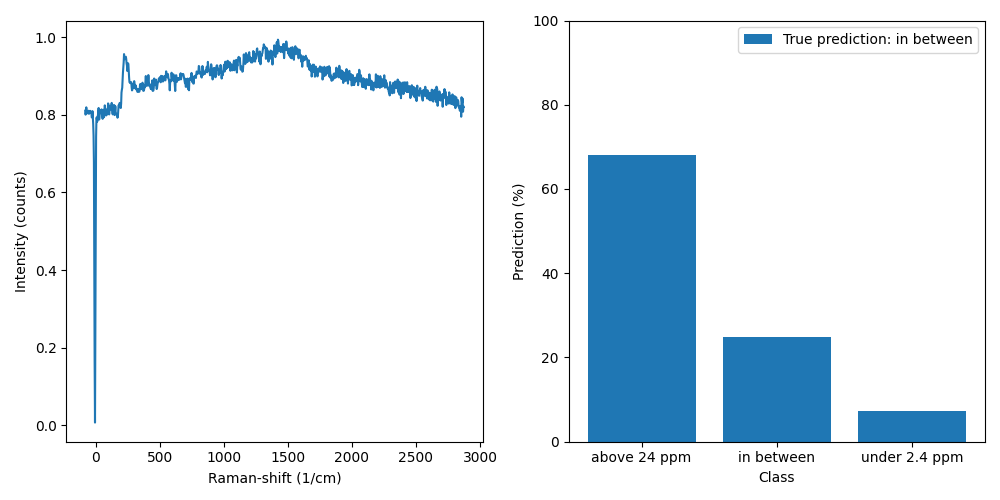 Intensity (counts)
1.0
0.8
0.6
0.4
0.2
0.0
0
500
1000
1500
2000
2500
3000
Raman-shift (1/cm)
Prediction (%)
100
80
60
40
20
0
True prediction: in between
above 24 ppm
in between
under 2.4 ppm
Class